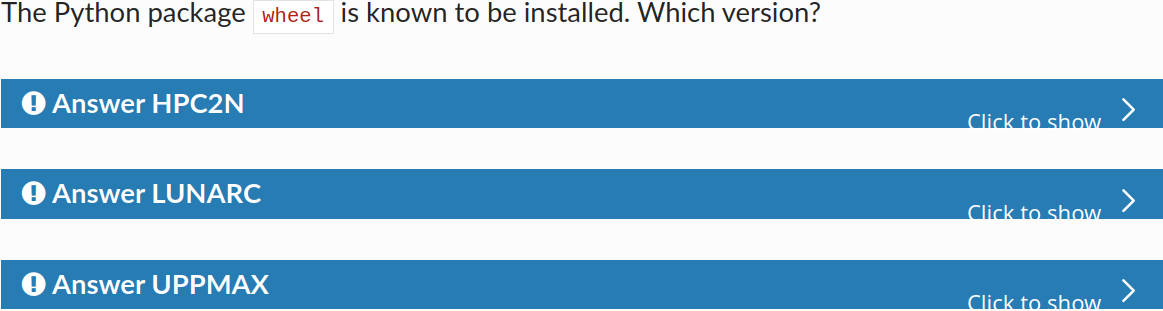 The Python package wheel is known to be installed. Which version?
Answer HPC2N
Click to show
Answer LUNARC
Click to show
Answer UPPMAX
Click to show